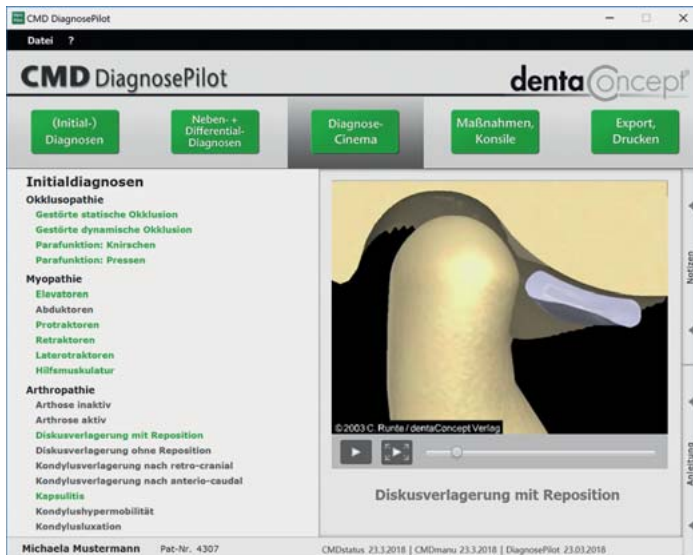 CMD DiagnosePilot
Datei ?
CMD DiagnosePilot
dentaConcept
(Initial-)
Diagnosen
Neben- +
Differential-
Diagnosen
Diagnose-
Cinema
Maßnahmen,
Konsile
Export,
Drucken
Initialdiagnosen
Okklusopathie
Gestörte statische Okklusion
Gestörte dynamische Okklusion
Parafunktion: Knirschen
Parafunktion: Pressen
Myopathie
Elevatoren
Abduktoren
Protraktoren
Retraktoren
Laterotraktoren
Hilfsmuskulatur
Arthropathie
Arthose inaktiv
Arthrose aktiv
Diskusverlagerung mit Reposition
Diskusverlagerung ohne Reposition
Kondylusverlagerung nach retro-cranial
Kondylusverlagerung nach anterio-caudal
Kapsulitis
Kondylushypermobilität
Kondylusluxation
© 2003 C. Runte / dentaConcept Verlag
Diskusverlagerung mit Reposition
Notizen
Anleitung
Michaela Mustermann Pat-Nr. 4307
CMDstatus 23.3.2018 | CMDmanu 23.3.2018 | DiagnosePilot 23.03.2018